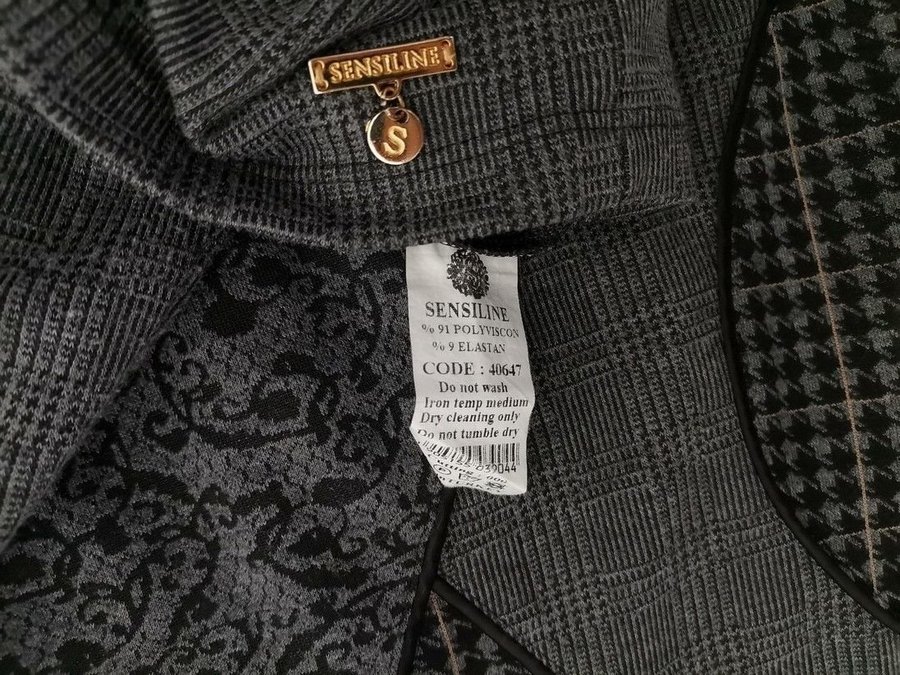 SENSILINE
S
SENSILINE
% 91 POLYVISCON
% 9 ELASTAN
CODE : 40647
Do not wash
Iron temp medium
Dry cleaning only
Do not tumble dry
039044